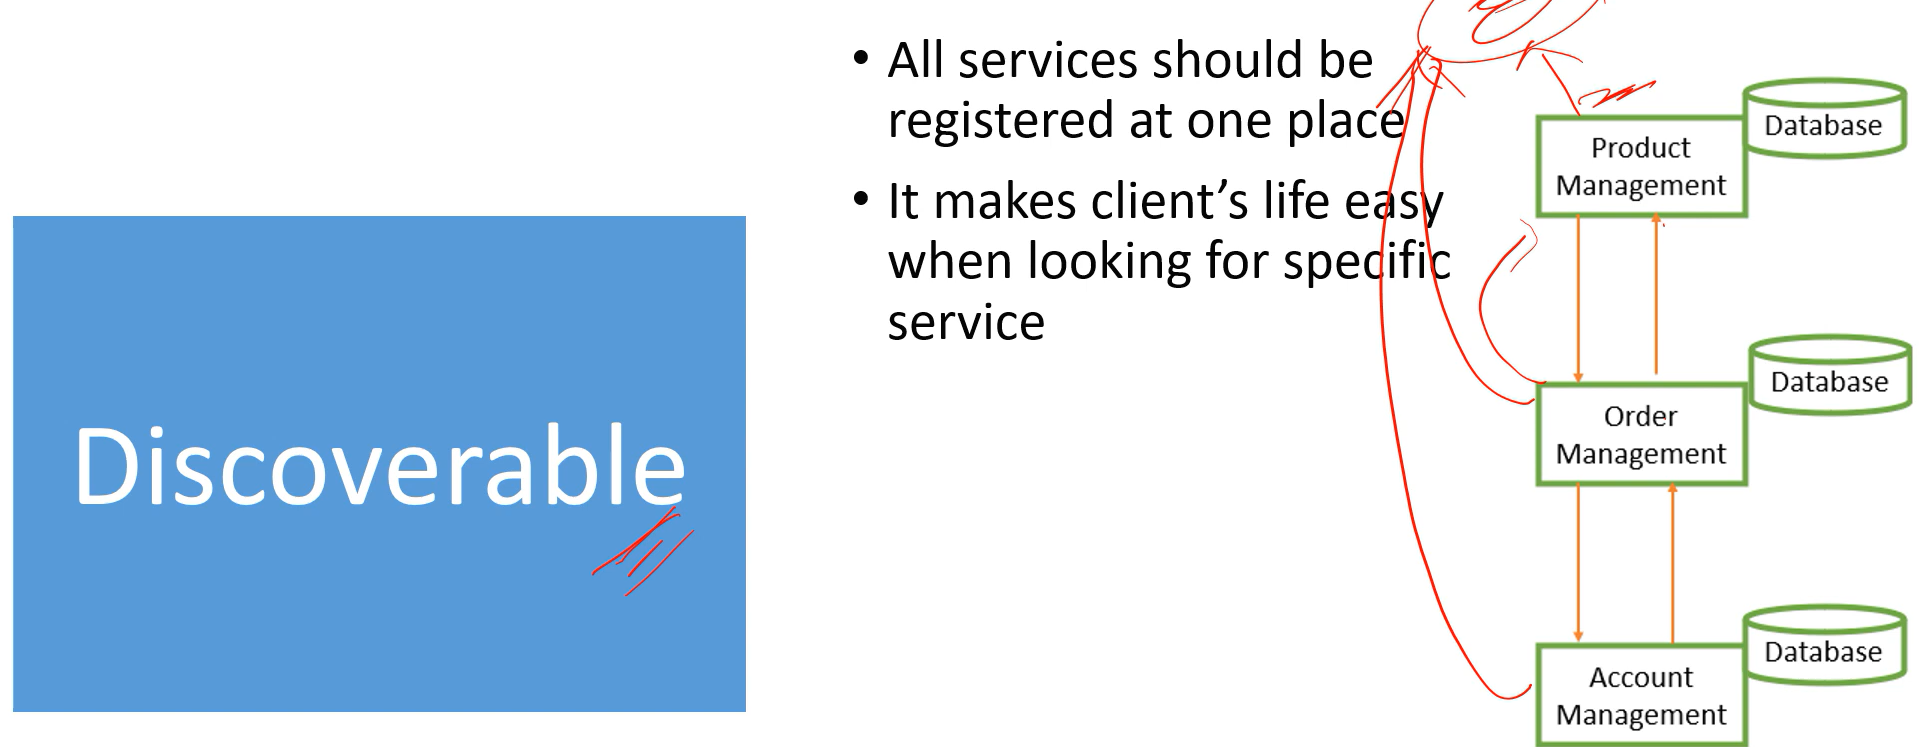 Discoverable
• All services should be
registered at one place
• It makes client’s life easy
when looking for specific
service
Product
Management
Database
Order
Management
Database
Account
Management
Database